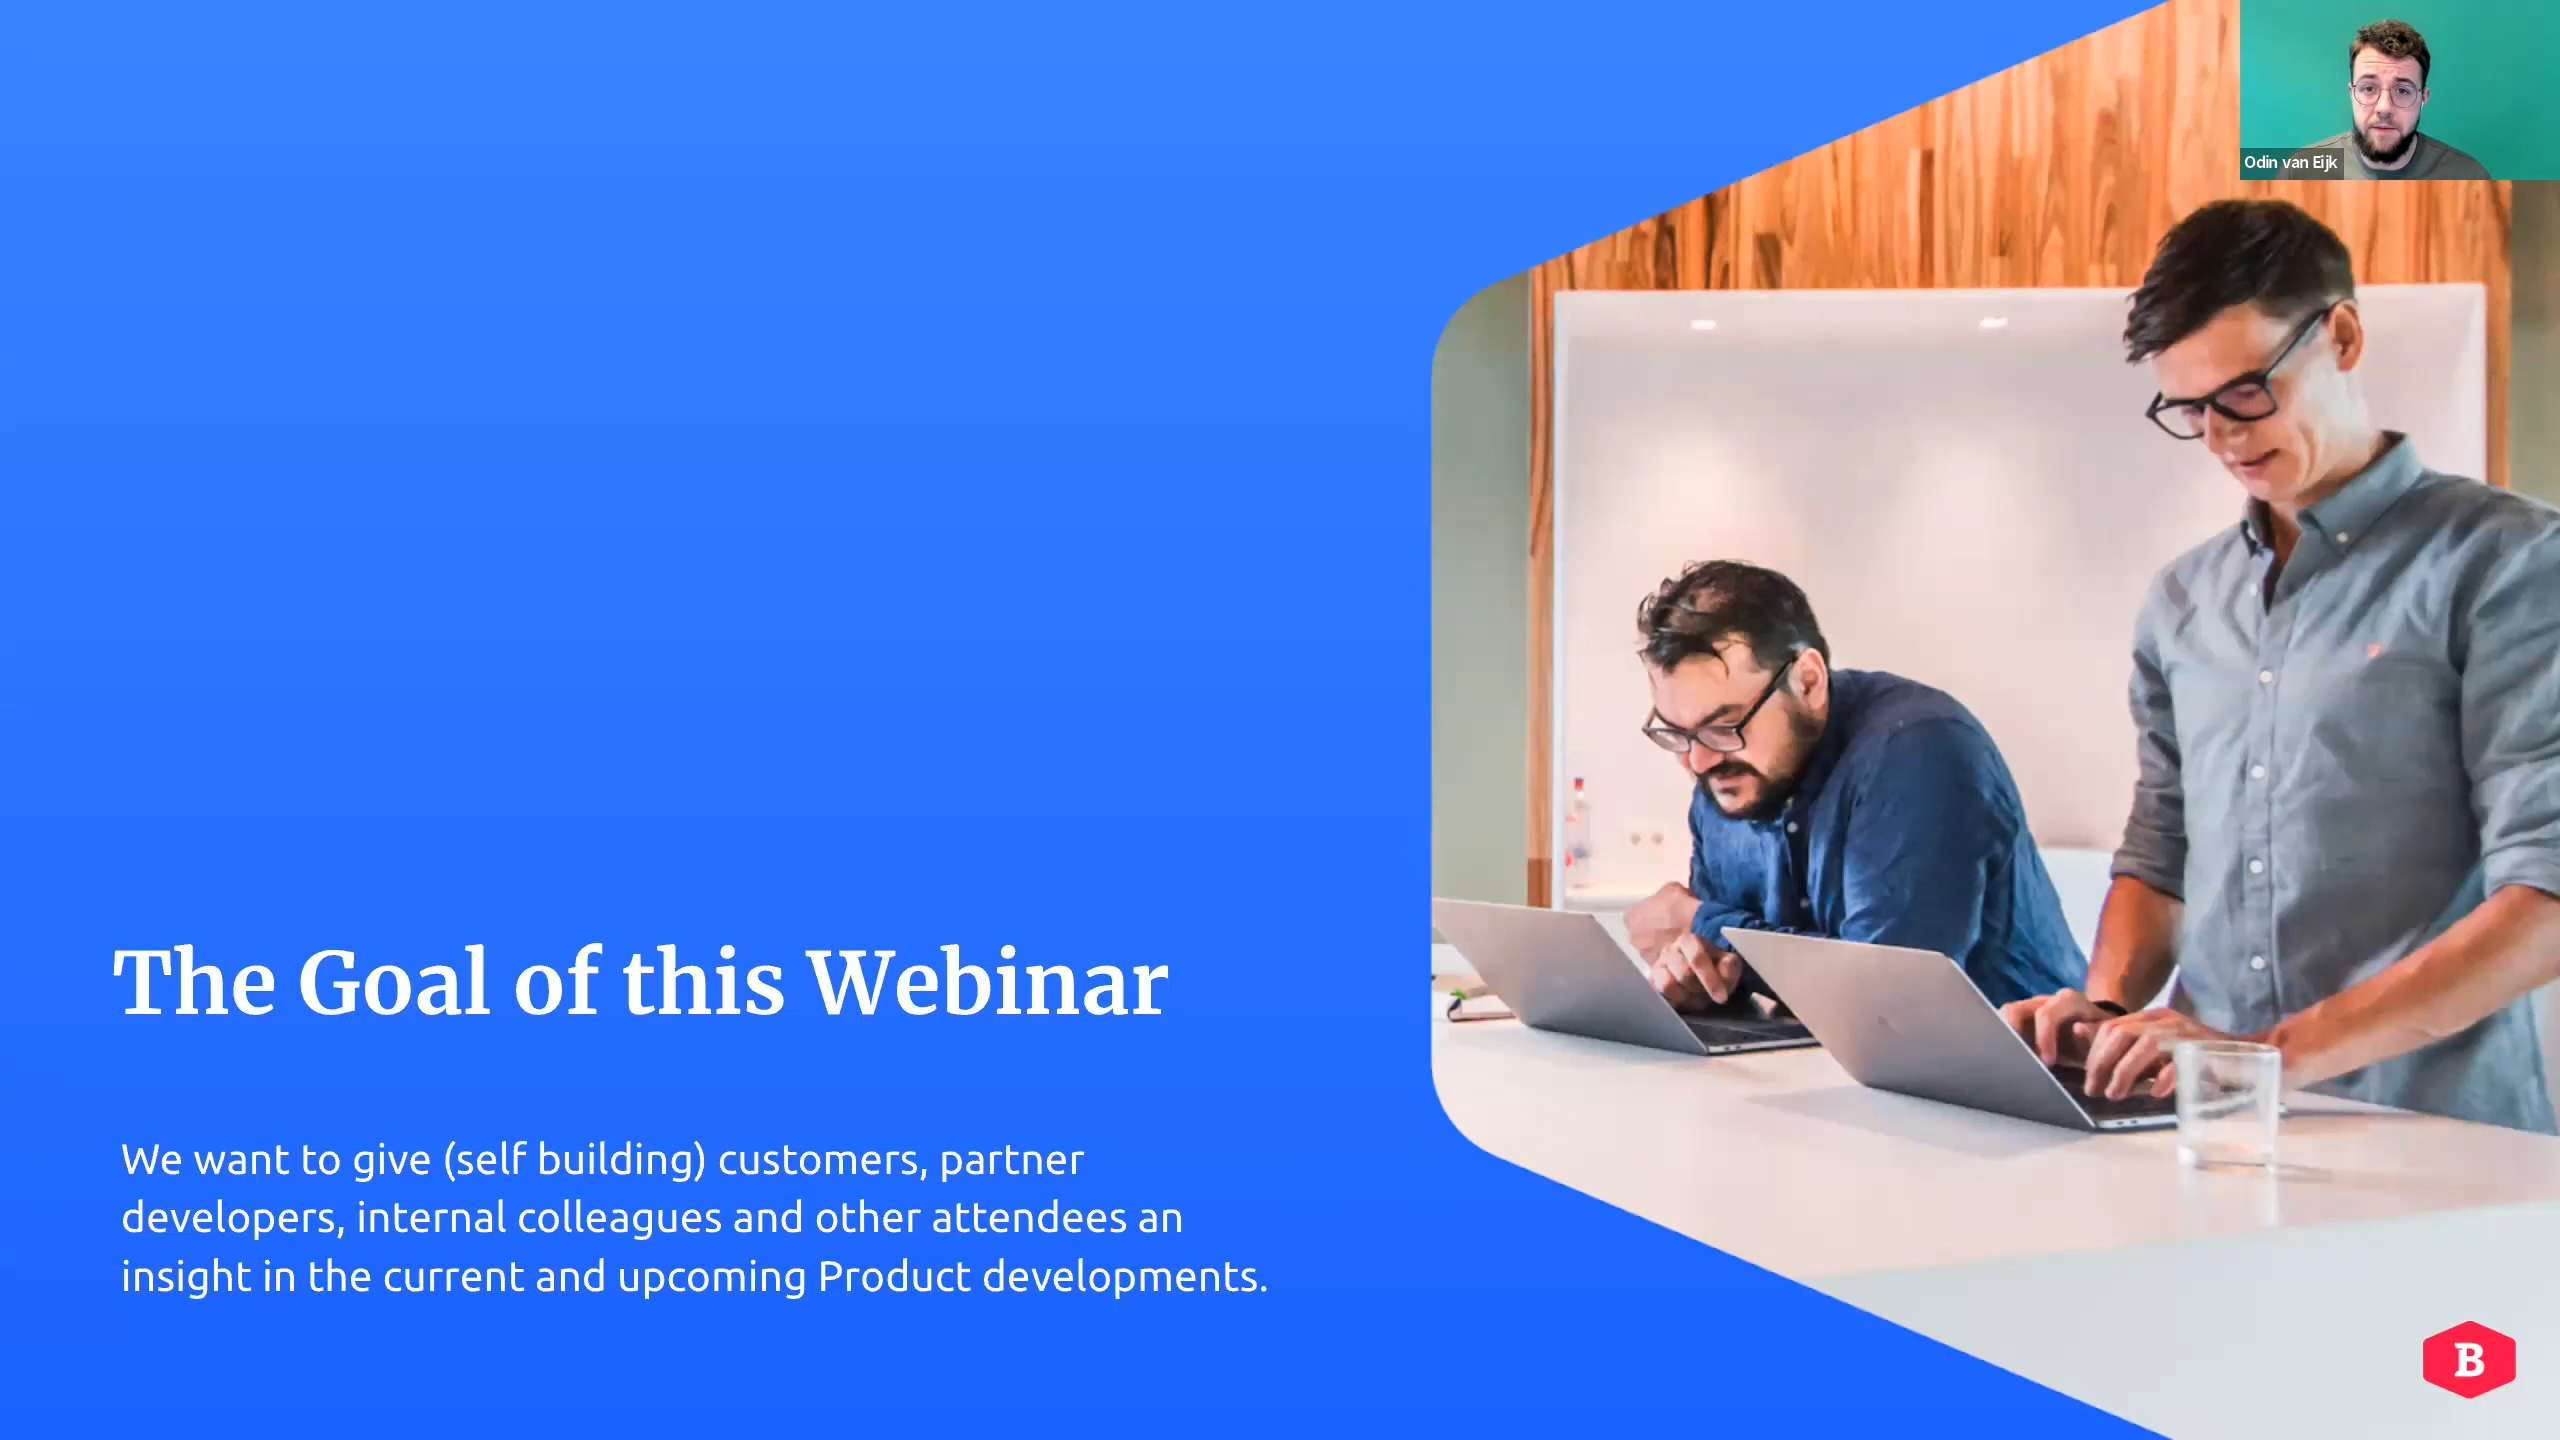 Odin van Eijk
The Goal of this Webinar
We want to give (self building) customers, partner
developers, internal colleagues and other attendees an
insight in the current and upcoming Product developments.
B